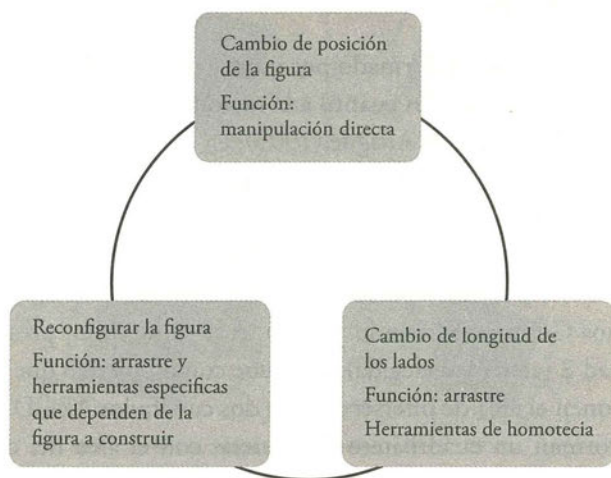 Cambio de posición
de la figura
Función:
manipulación directa
Reconfigurar la figura
Función: arrastre y
herramientas especificas
que dependen de la
figura a construir
Cambio de longitud de
los lados
Función: arrastre
Herramientas de homotecia